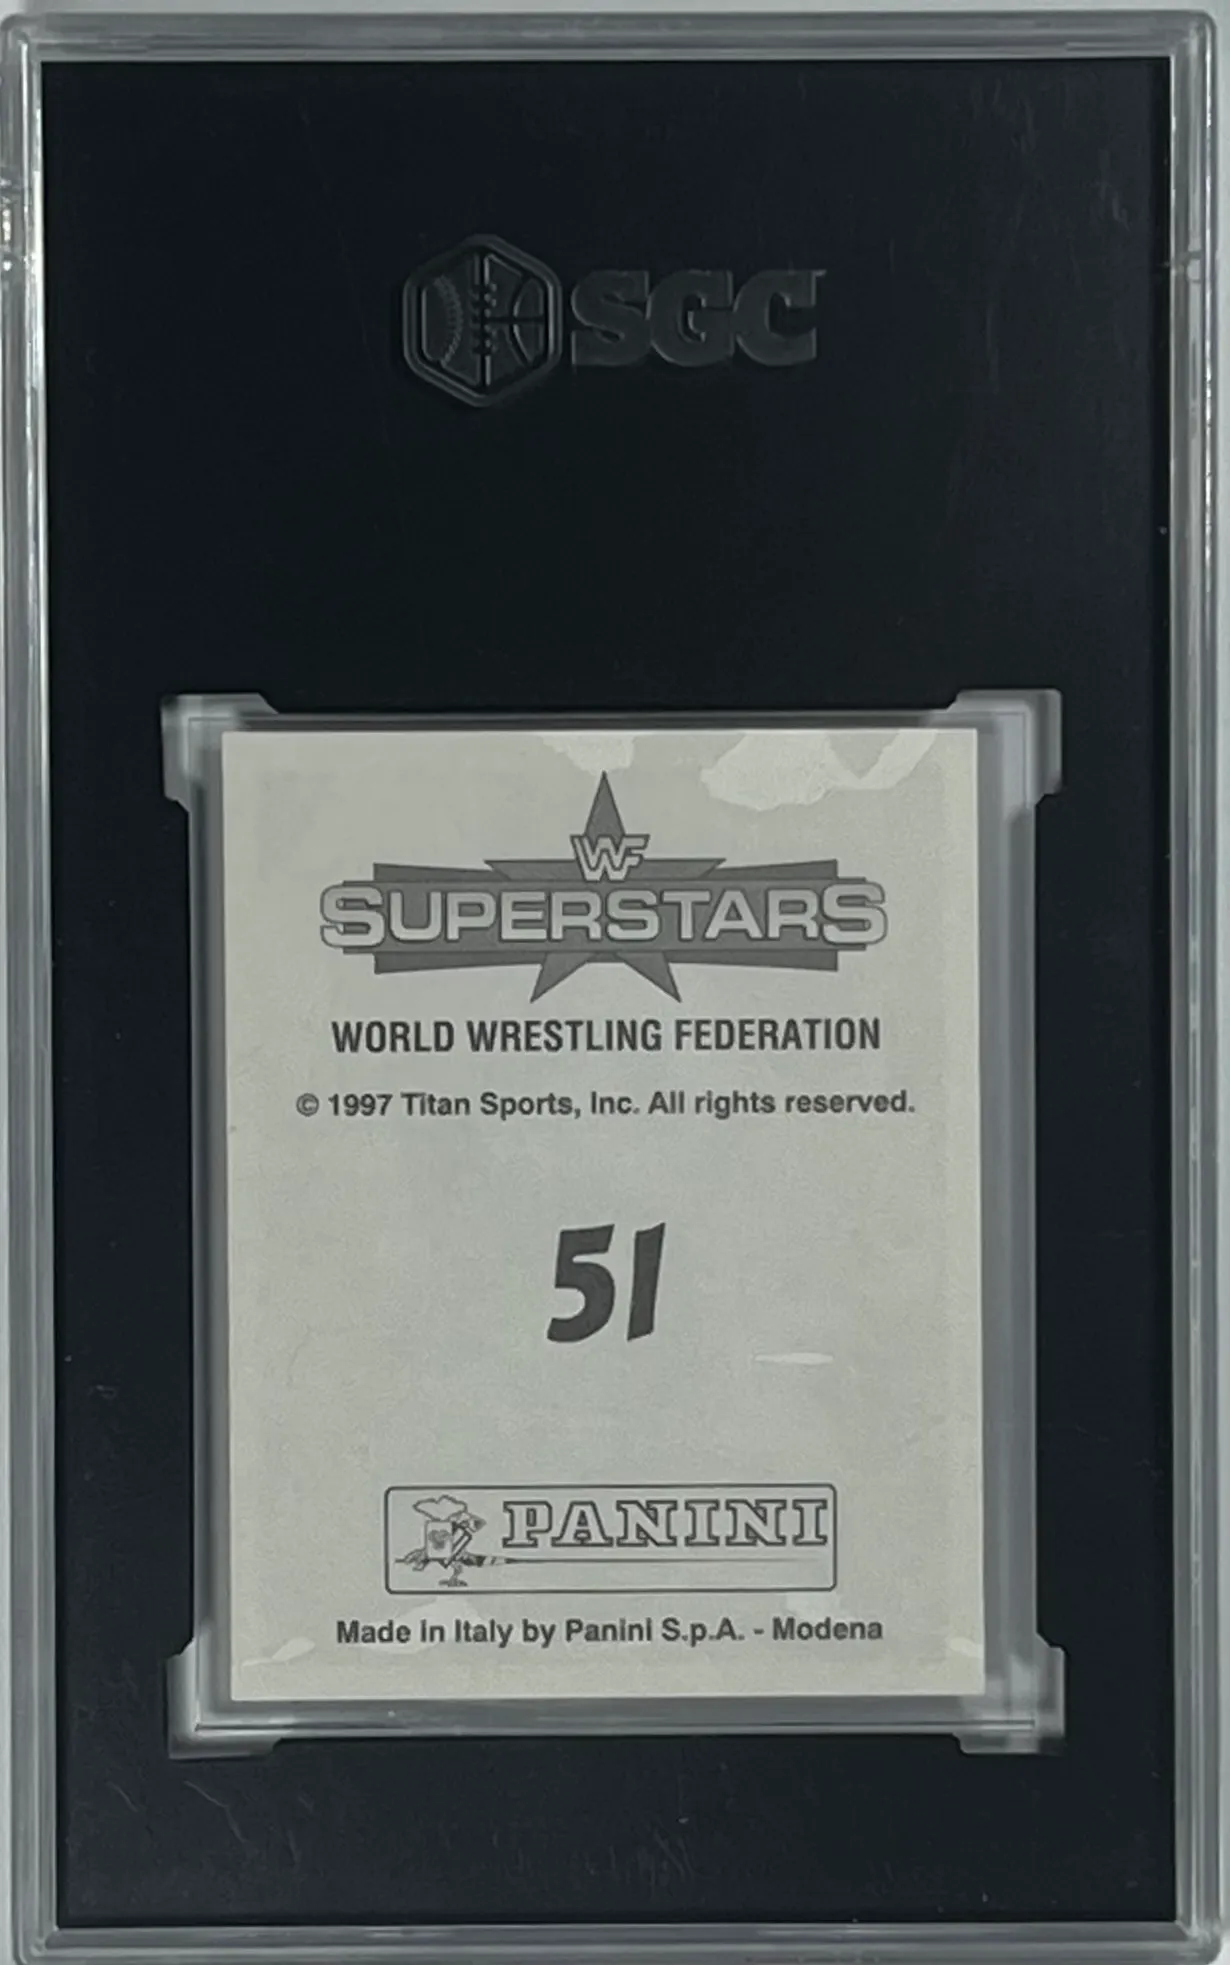 SGC
WF
SUPERSTARS
WORLD WRESTLING FEDERATION
© 1997 Titan Sports, Inc. All rights reserved.
51
PANINI
Made in Italy by Panini S.p.A. - Modena